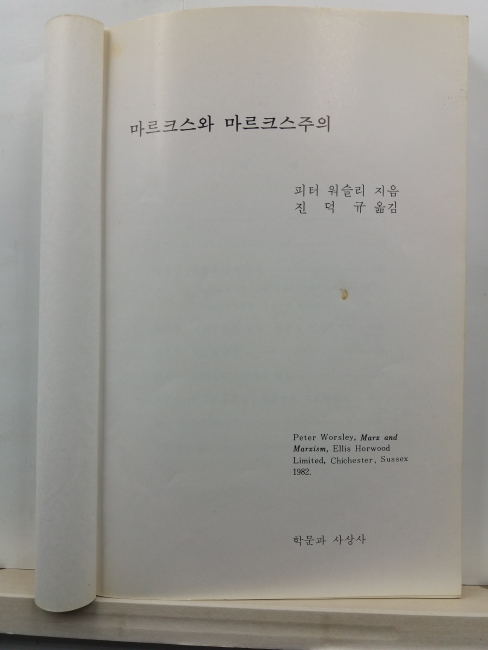 마르크스와 마르크스주의
피터 워슬리 지음
진 덕 규 옮김
Peter Worsley, Marx and
Marxism, Ellis Horwood
Limited, Chichester, Sussex
1982.
학문과 사상사